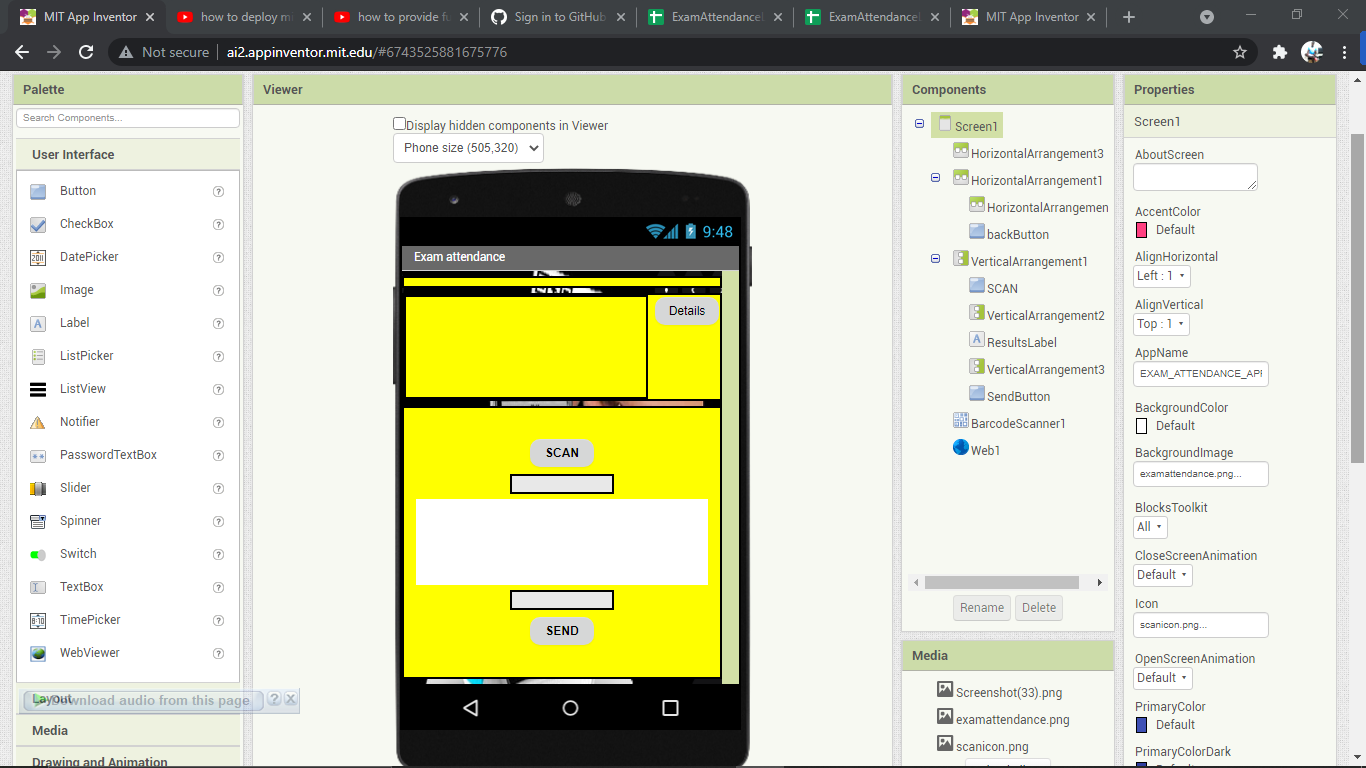 MIT App Inventor
how to deploy mi
how to provide fu
Sign in to GitHub
ExamAttendance
ExamAttendance
MIT App Inventor
Not secure
ai2.appinventor.mit.edu/#6743525881675776
Palette
Search Components...
User Interface
Button
CheckBox
DatePicker
Image
Label
ListPicker
ListView
Notifier
PasswordTextBox
Slider
Spinner
Switch
TextBox
TimePicker
WebViewer
Layout
Download audio from this page
Media
Drawing and Animation
Viewer
Display hidden components in Viewer
Phone size (505,320)
9:48
Exam attendance
Details
SCAN
SEND
Components
Screen1
HorizontalArrangement3
HorizontalArrangement1
HorizontalArrangemen
backButton
VerticalArrangement1
SCAN
VerticalArrangement2
ResultsLabel
VerticalArrangement3
SendButton
BarcodeScanner1
Web1
Rename
Delete
Media
Screenshot(33).png
examattendance.png
scanicon.png
Properties
Screen1
AboutScreen
AccentColor
Default
AlignHorizontal
Left : 1
AlignVertical
Top : 1
AppName
EXAM_ATTENDANCE_APP
BackgroundColor
Default
BackgroundImage
examattendance.png...
BlocksToolkit
All
CloseScreenAnimation
Default
Icon
scanicon.png...
OpenScreenAnimation
Default
PrimaryColor
Default
PrimaryColorDark